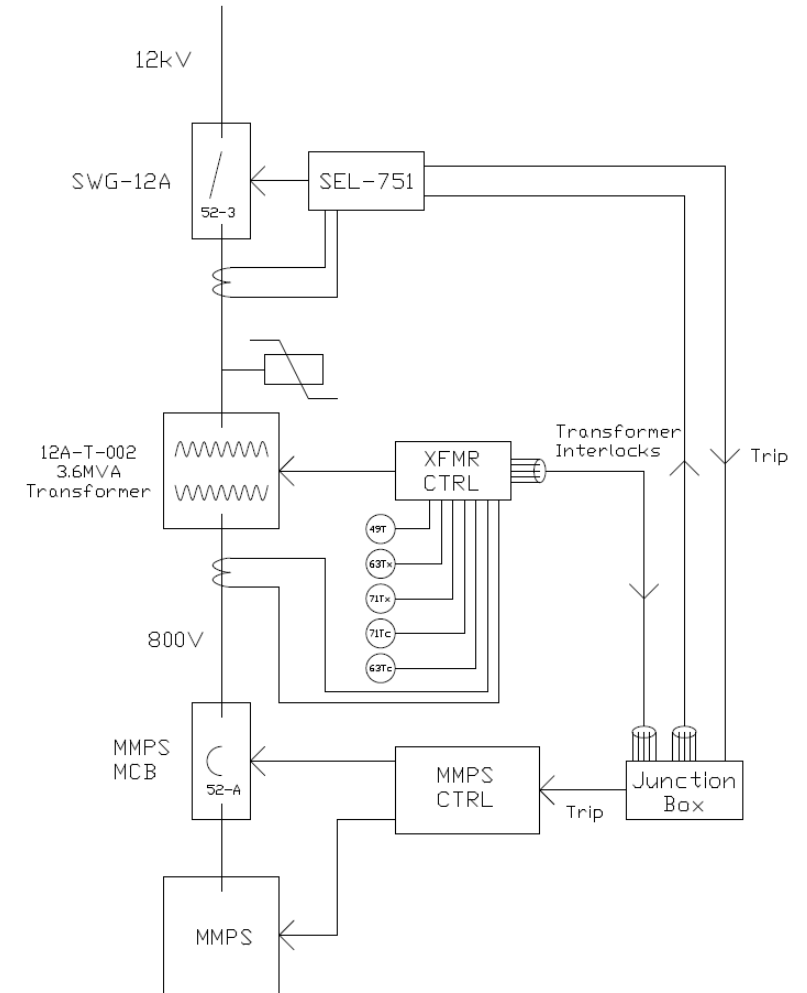 12kV
SWG-12A
52-3
SEL-751
12A-T-002
3.6MVA
Transformer
XFMR
CTRL
Transformer
Interlocks
Trip
49T
63Tx
71Tx
71Tc
63Tc
800V
MMPS
MCB
52-A
MMPS
CTRL
Trip
Junction
Box
MMPS